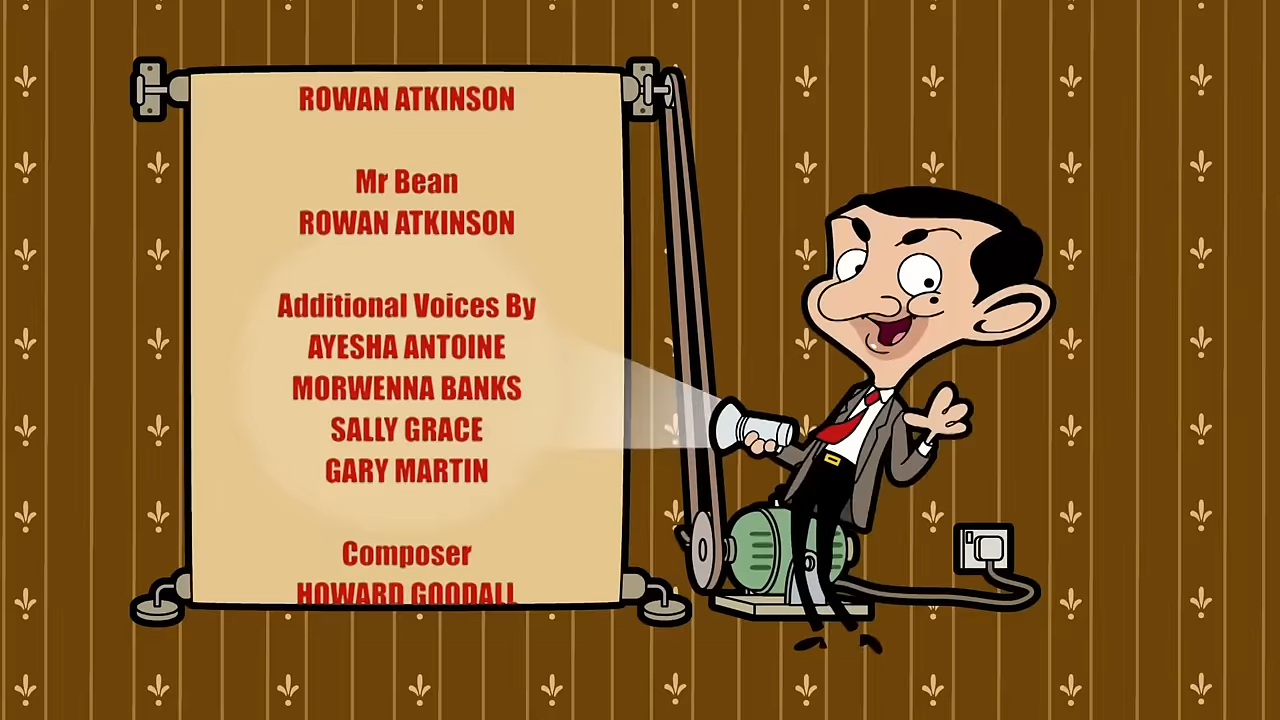 ROWAN ATKINSON
Mr Bean
ROWAN ATKINSON
Additional Voices By
AYESHA ANTOINE
MORWENNA BANKS
SALLY GRACE
GARY MARTIN
Composer
HOWARD GOODALL